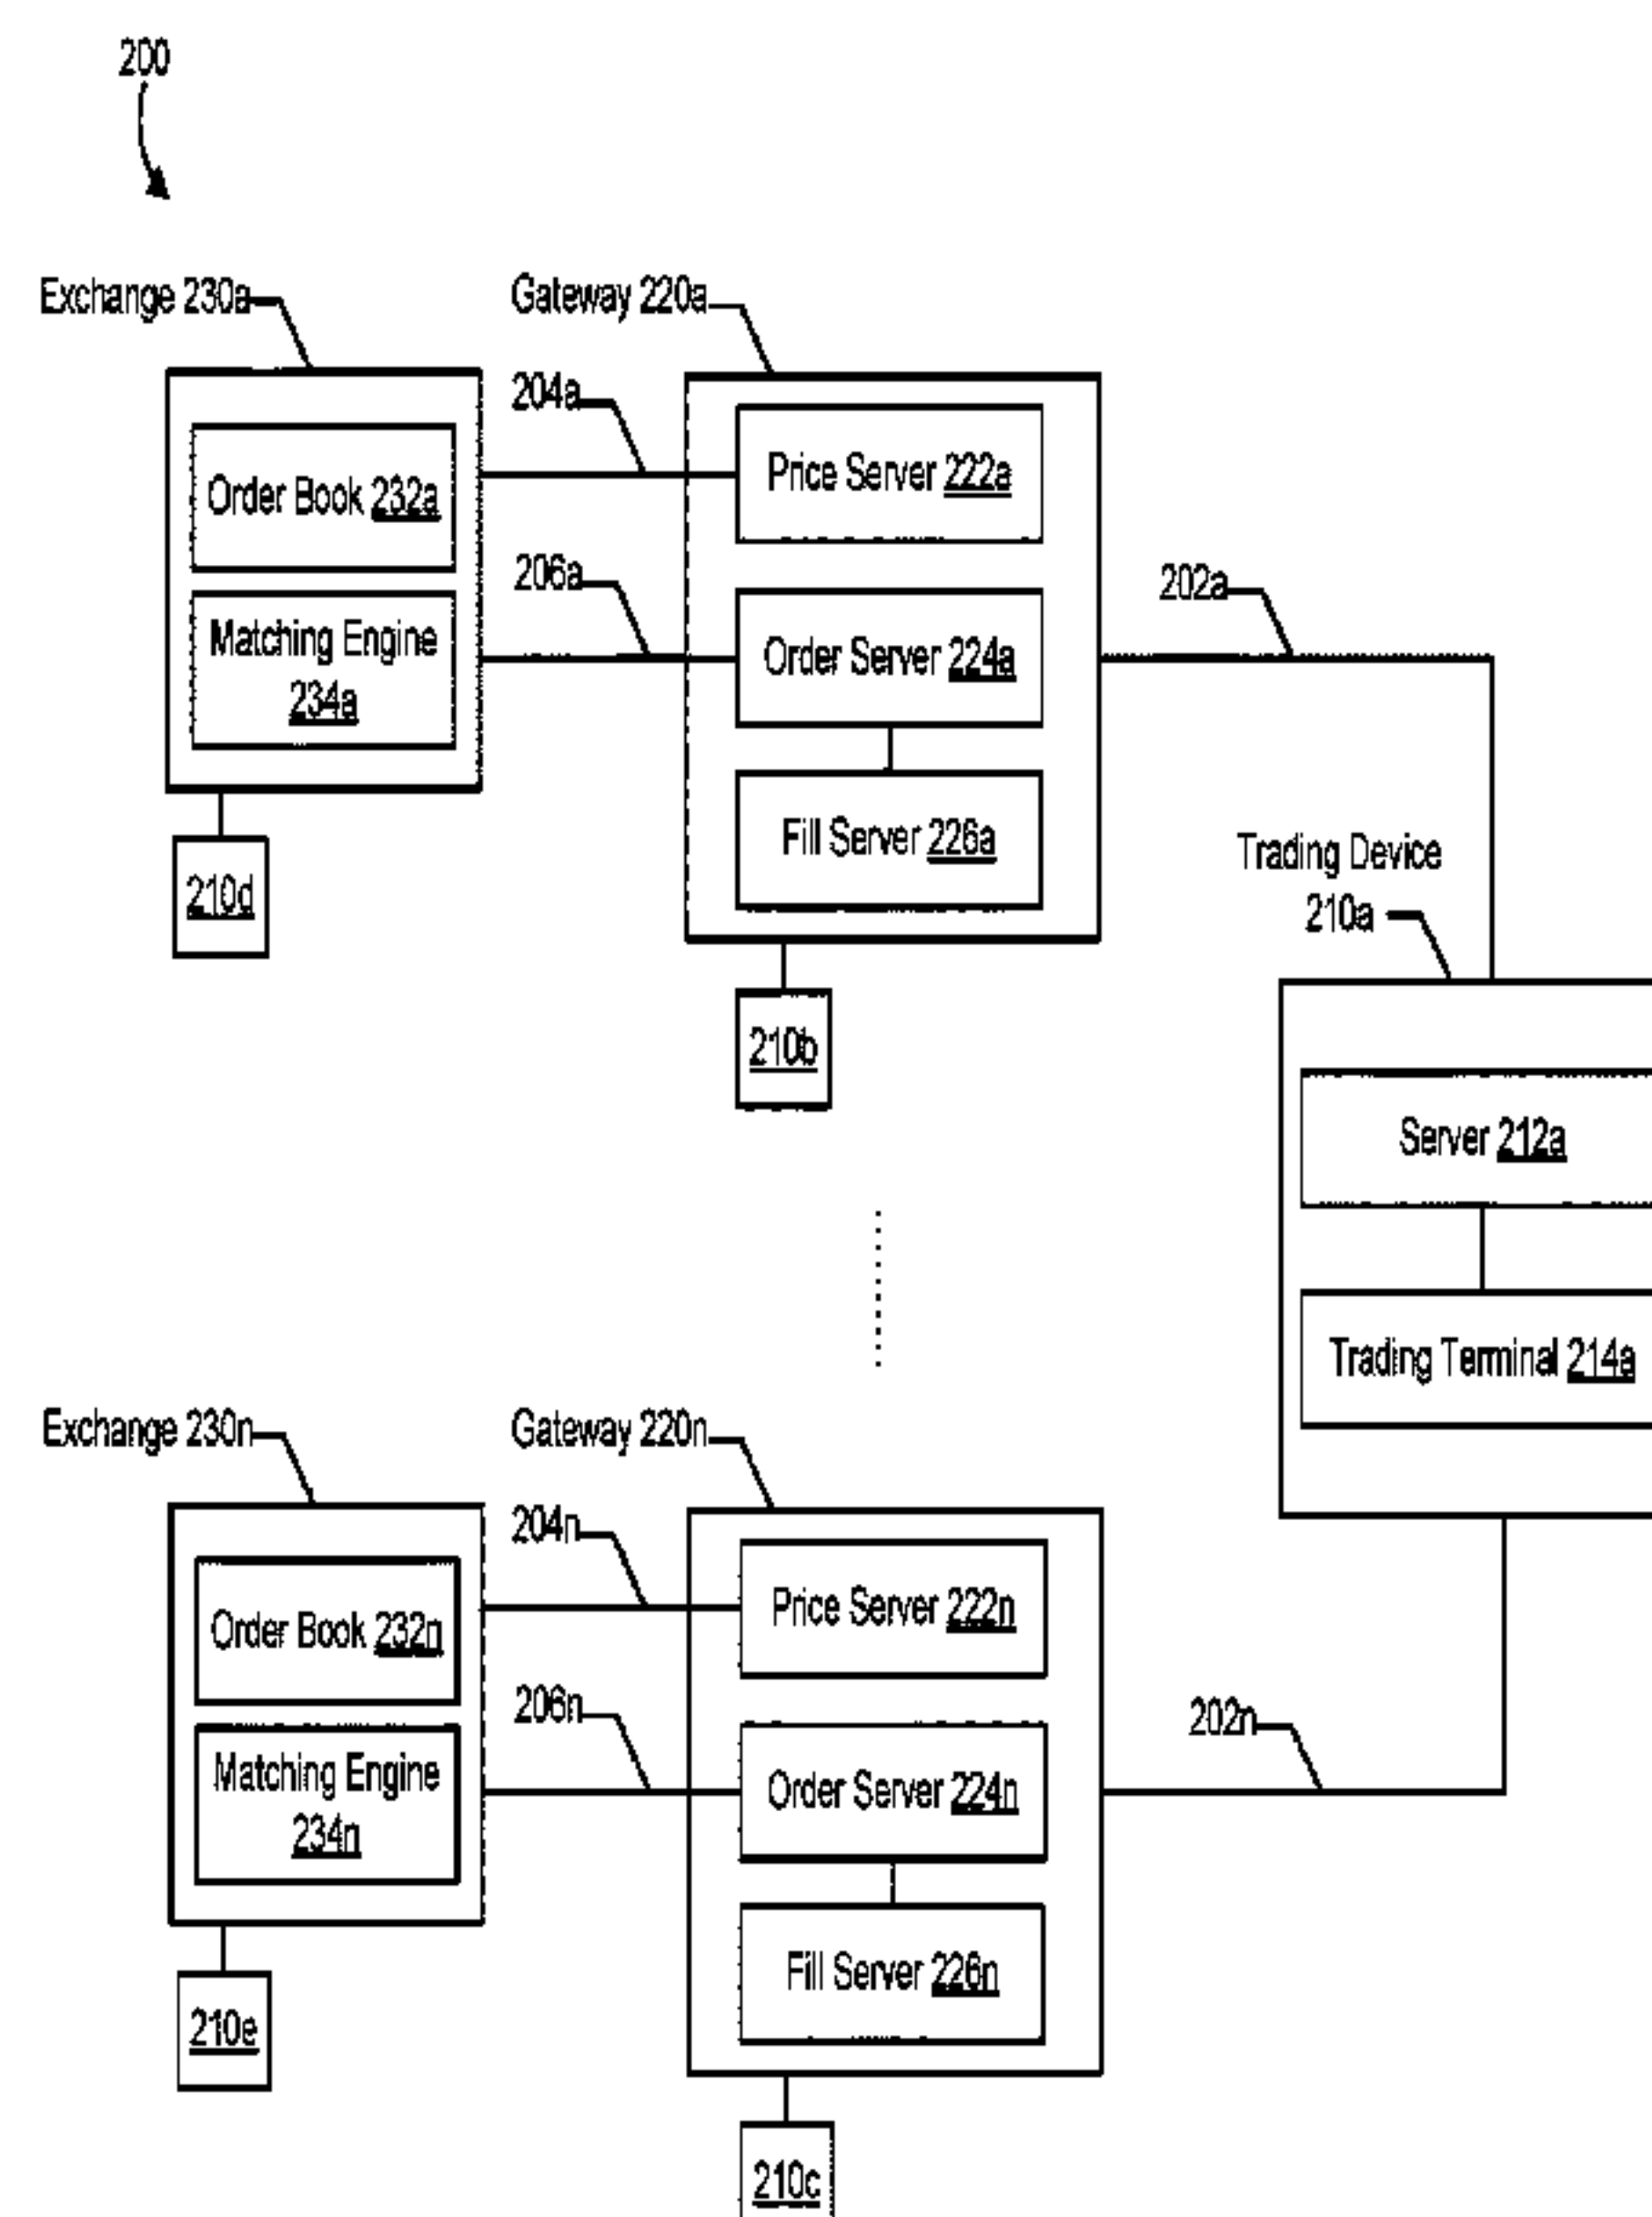 200
Exchange 230a
Gateway 220a
204a
Price Server 222a
Order Book 232a
206a
202a
Matching Engine
234a
Order Server 224a
Fill Server 226a
Trading Device
210a
210d
210b
Server 212a
Trading Terminal 214a
Exchange 230n
Gateway 220n
204n
Price Server 222n
Order Book 232n
206n
202n
Matching Engine
234n
Order Server 224n
Fill Server 226n
210e
210c